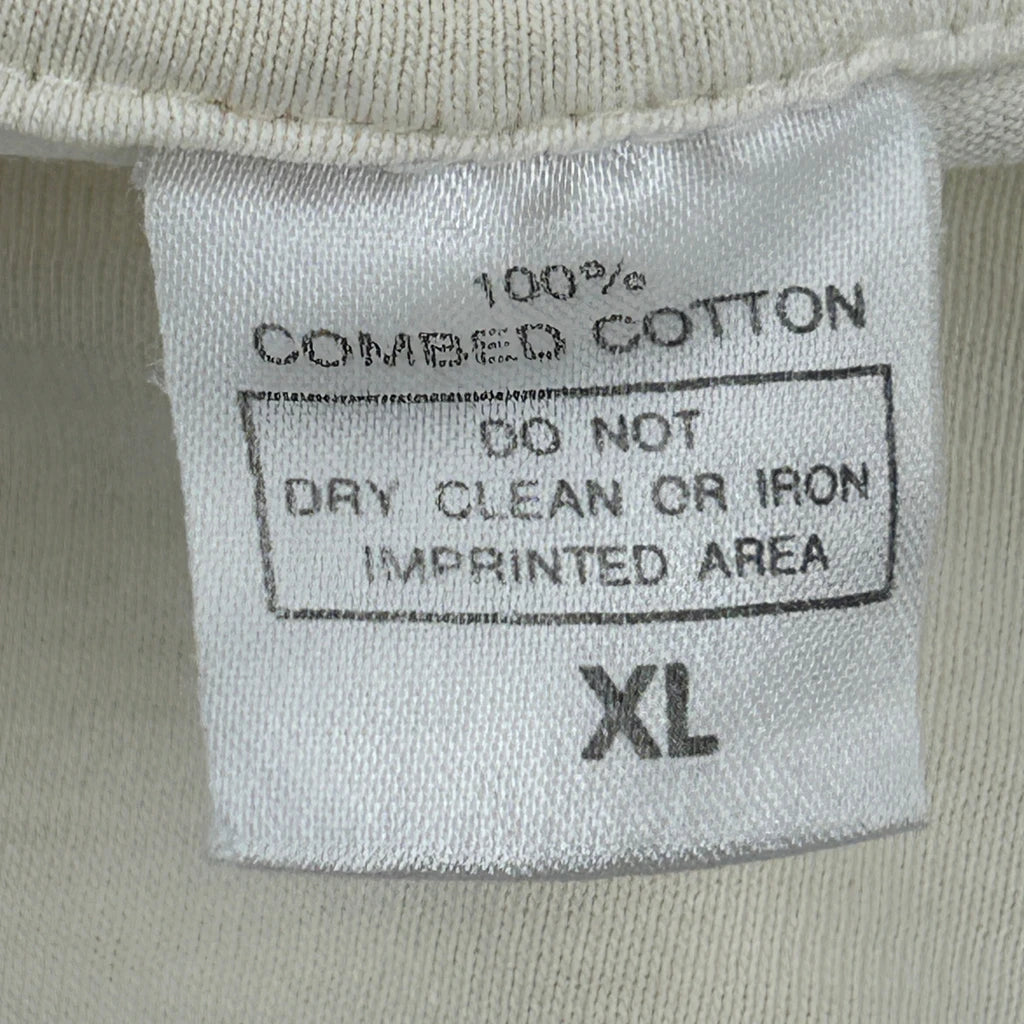 100%
COMBED COTTON
DO NOT
DRY CLEAN OR IRON
IMPRINTED AREA
XL